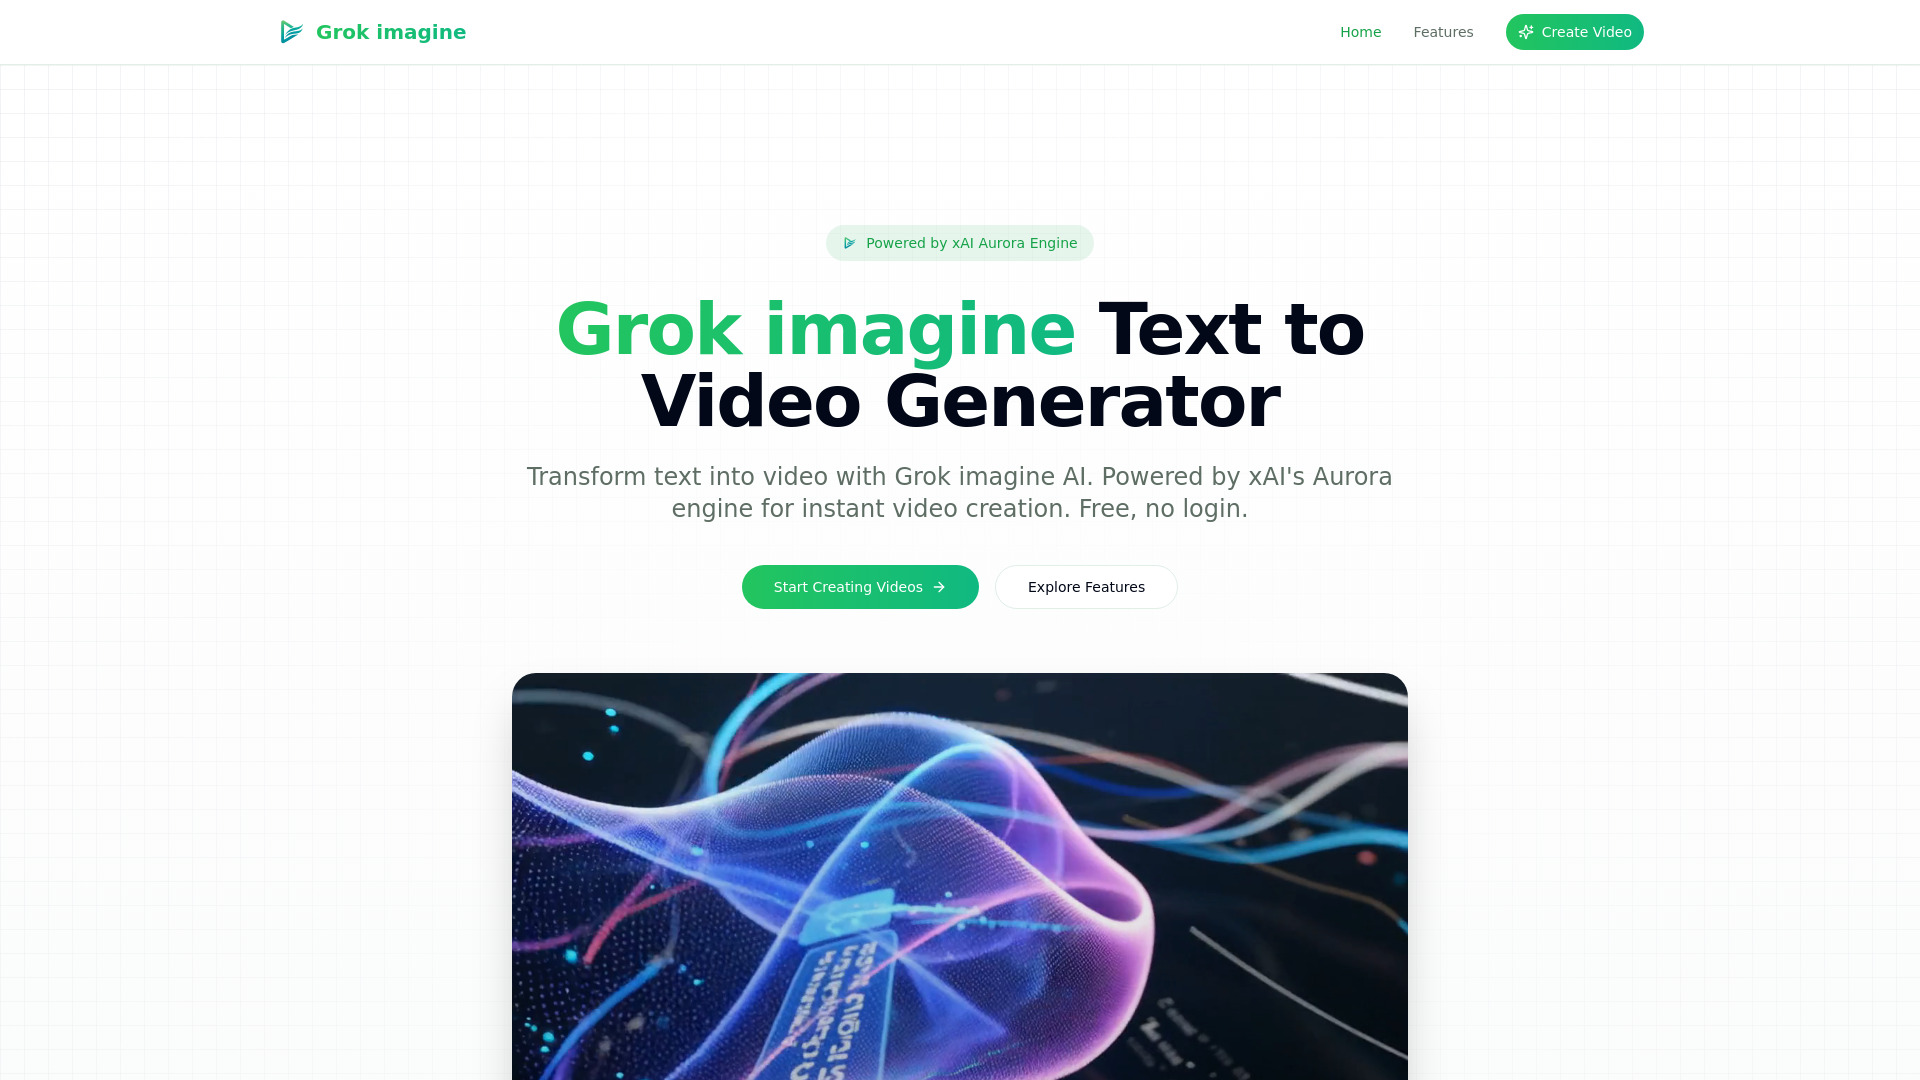 Grok imagine
Home
Features
Create Video
Powered by xAI Aurora Engine
Grok imagine Text to
Video Generator
Transform text into video with Grok imagine AI. Powered by xAI's Aurora
engine for instant video creation. Free, no login.
Start Creating Videos
Explore Features